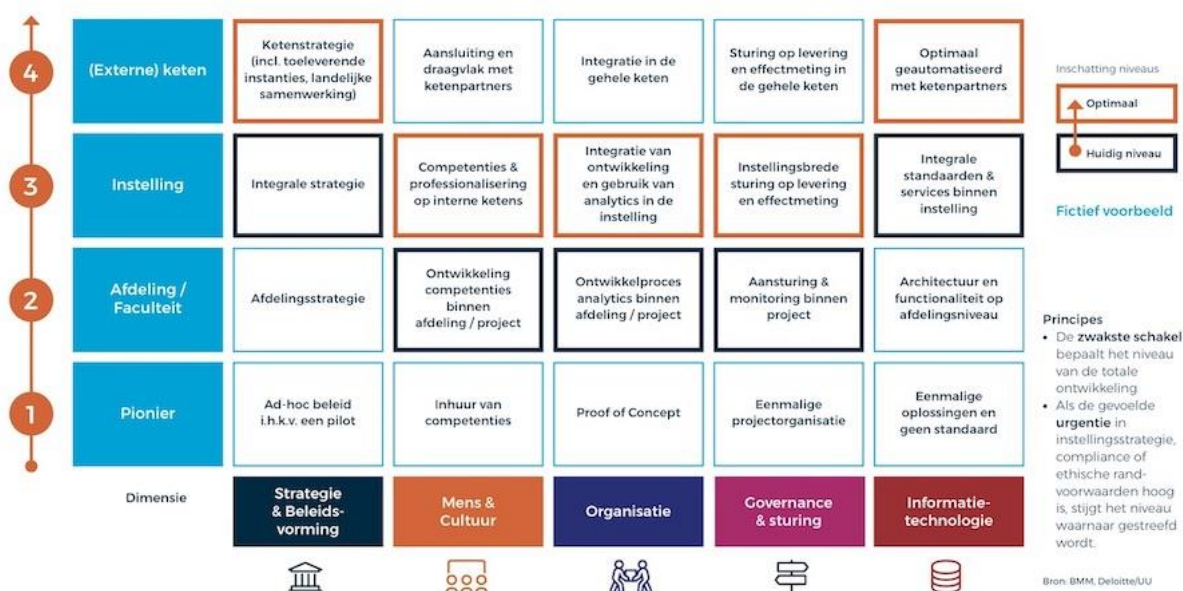 4
(Externe) keten
Ketenstrategie
(incl. toeleverende
instanties, landelijke
samenwerking)
Aansluiting en
draagvlak met
ketenpartners
Integratie in de
gehele keten
Sturing op levering
en effectmeting in
de gehele keten
Optimaal
geautomatiseerd
met ketenpartners
3
Instelling
Integrale strategie
Competenties &
professionalisering
op interne ketens
Integratie van
ontwikkeling
en gebruik van
analytics in de
instelling
Instellingsbrede
sturing op levering
en effectmeting
Integrale
standaarden &
services binnen
instelling
2
Afdeling /
Faculteit
Afdelingsstrategie
Ontwikkeling
competenties
binnen
afdeling / project
Ontwikkelproces
analytics binnen
afdeling / project
Aansturing &
monitoring binnen
project
Architectuur en
functionaliteit op
afdelingsniveau
1
Pionier
Ad-hoc beleid
i.h.k.v. een pilot
Inhuur van
competenties
Proof of Concept
Eenmalige
projectorganisatie
Eenmalige
oplossingen en
geen standaard
Dimensie
Strategie
& Beleids-
vorming
Mens &
Cultuur
Organisatie
Governance
& sturing
Informatie-
technologie
Inschatting niveaus
Optimaal
Huidig niveau
Fictief voorbeeld
Principes
• De zwakste schakel
bepaalt het niveau
van de totale
ontwikkeling
• Als de gevoelde
urgentie in
instellingsstrategie,
compliance of
ethische rand-
voorwaarden hoog
is, stijgt het niveau
waarnaar gestreefd
wordt.
Bron: BMM, Deloitte/UU